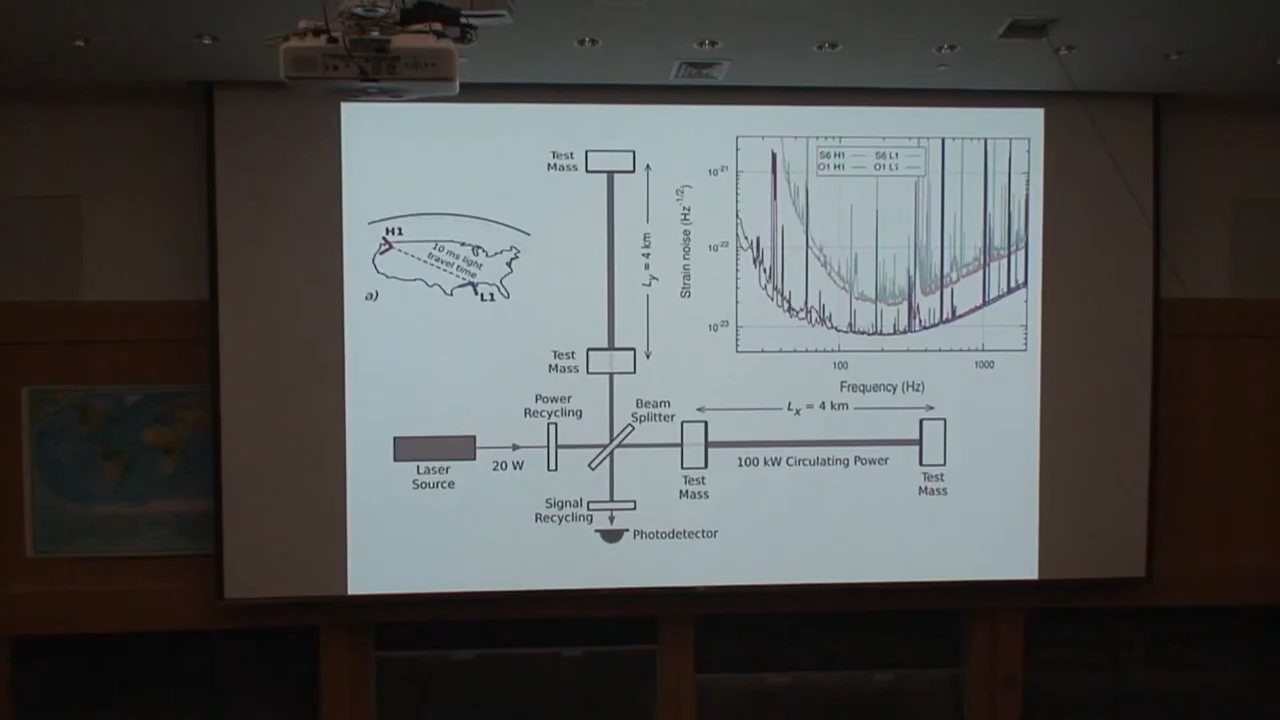 Test
Mass
H1
10 ms light
travel time
L1
a)
Ly = 4 km
Test
Mass
Power
Recycling
Beam
Splitter
Laser
Source
20 W
Signal
Recycling
Photodetector
Test
Mass
100 kW Circulating Power
Lx = 4 km
Test
Mass
Strain noise (Hz-1/2)
S6 H1
S6 L1
O1 H1
O1 L1
10-21
10-22
10-23
100
1000
Frequency (Hz)